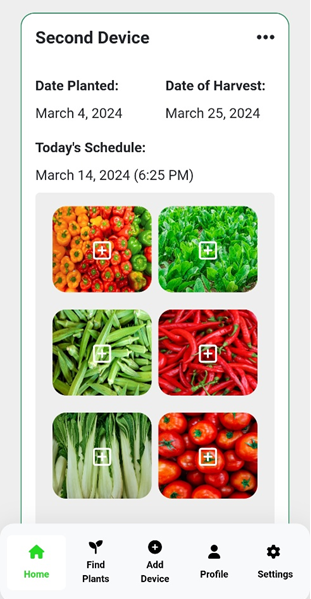 Second Device
Date Planted: Date of Harvest:
March 4, 2024 March 25, 2024
Today's Schedule:
March 14, 2024 (6:25 PM)
Home
Find
Plants
Add
Device
Profile
Settings